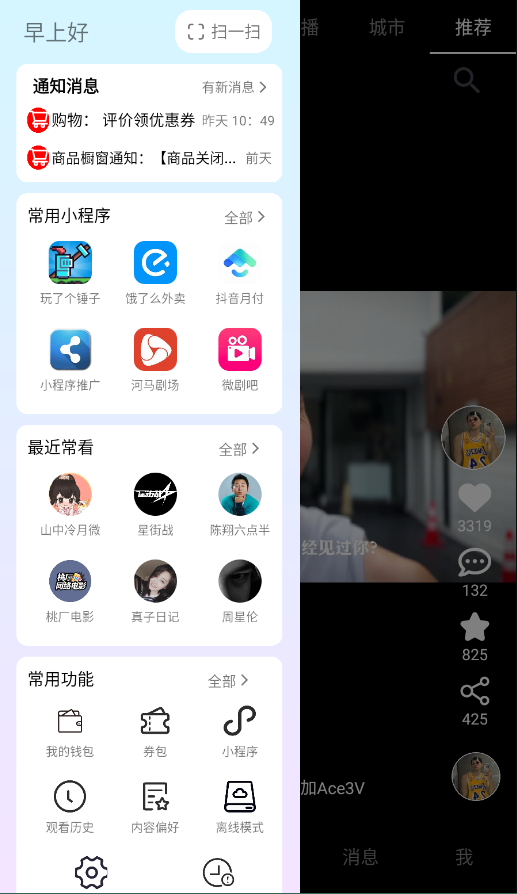 早上好
扫一扫
播
城市
推荐
通知消息
有新消息
购物： 评价领优惠券
昨天 10：49
商品橱窗通知：【商品关闭...
前天
常用小程序
全部
玩了个锤子
饿了么外卖
抖音月付
小程序推广
河马剧场
微剧吧
最近常看
全部
山中冷月微
星街战
陈翔六点半
桃厂
网络电影
桃厂电影
真子日记
周星伦
经见过你?
3319
132
825
425
常用功能
全部
我的钱包
券包
小程序
观看历史
内容偏好
离线模式
加Ace3V
消息
我